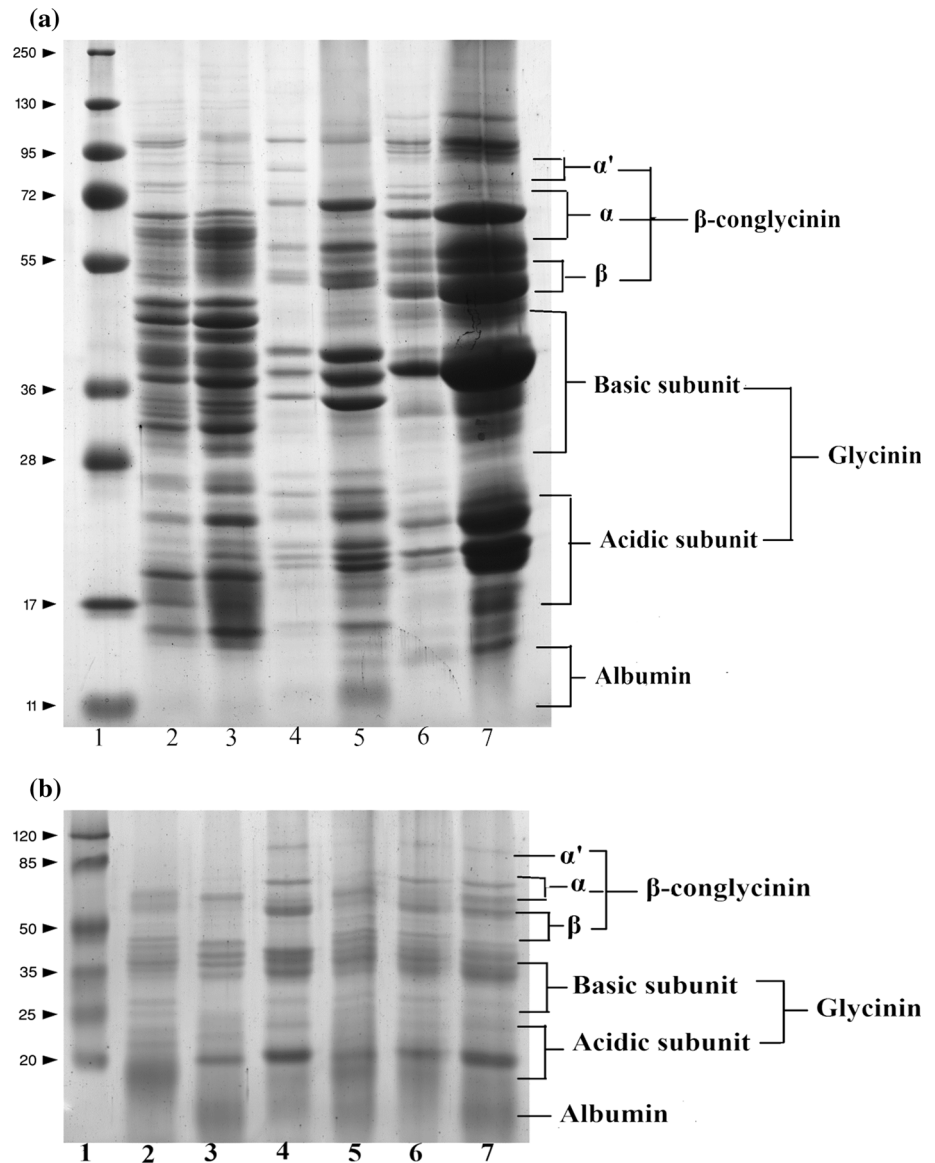 (a)
250
130
95
72
55
36
28
17
11
α'
α
β
β-conglycinin
Basic subunit
Acidic subunit
Glycinin
Albumin
1 2 3 4 5 6 7
(b)
120
85
50
35
25
20
α'
α
β
β-conglycinin
Basic subunit
Acidic subunit
Glycinin
Albumin
1 2 3 4 5 6 7